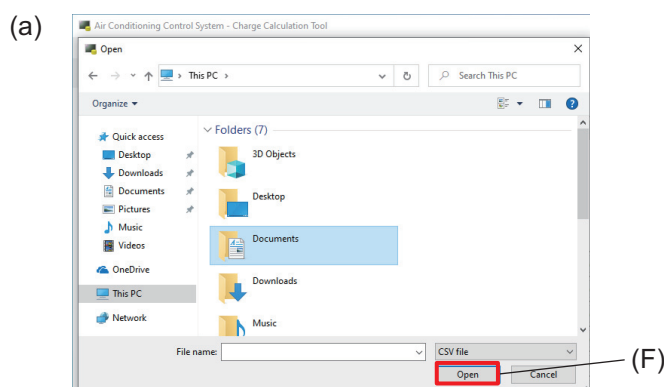 (a)
Air Conditioning Control System - Charge Calculation Tool
Open
This PC
Search This PC
Organize
Quick access
Desktop
Downloads
Documents
Pictures
Music
Videos
OneDrive
This PC
Network
Folders (7)
3D Objects
Desktop
Documents
Downloads
Music
File name:
CSV file
Open
Cancel
(F)